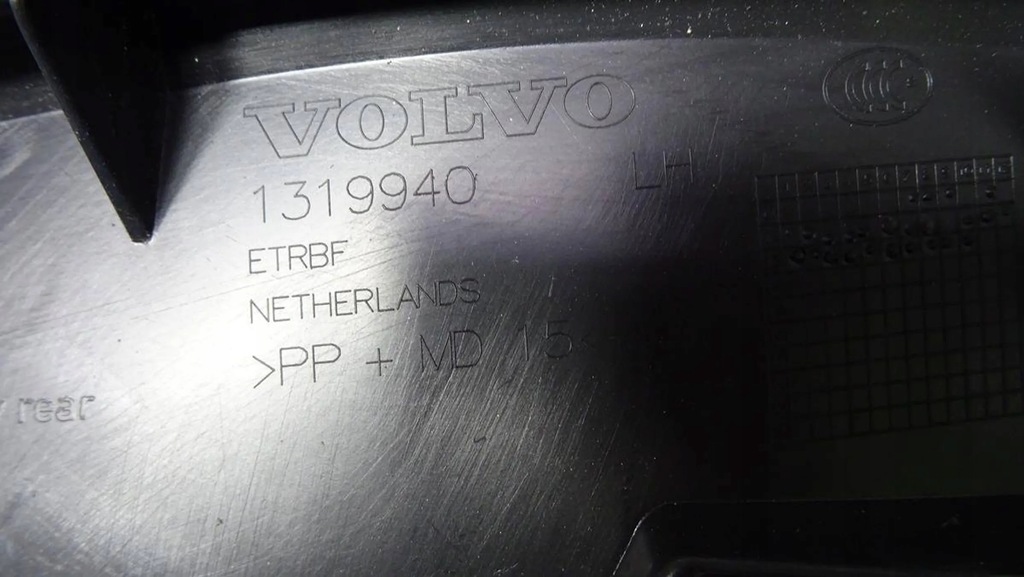 VOLVO
1319940 LH
ETRBF
NETHERLANDS
>PP + MD 15<
rear